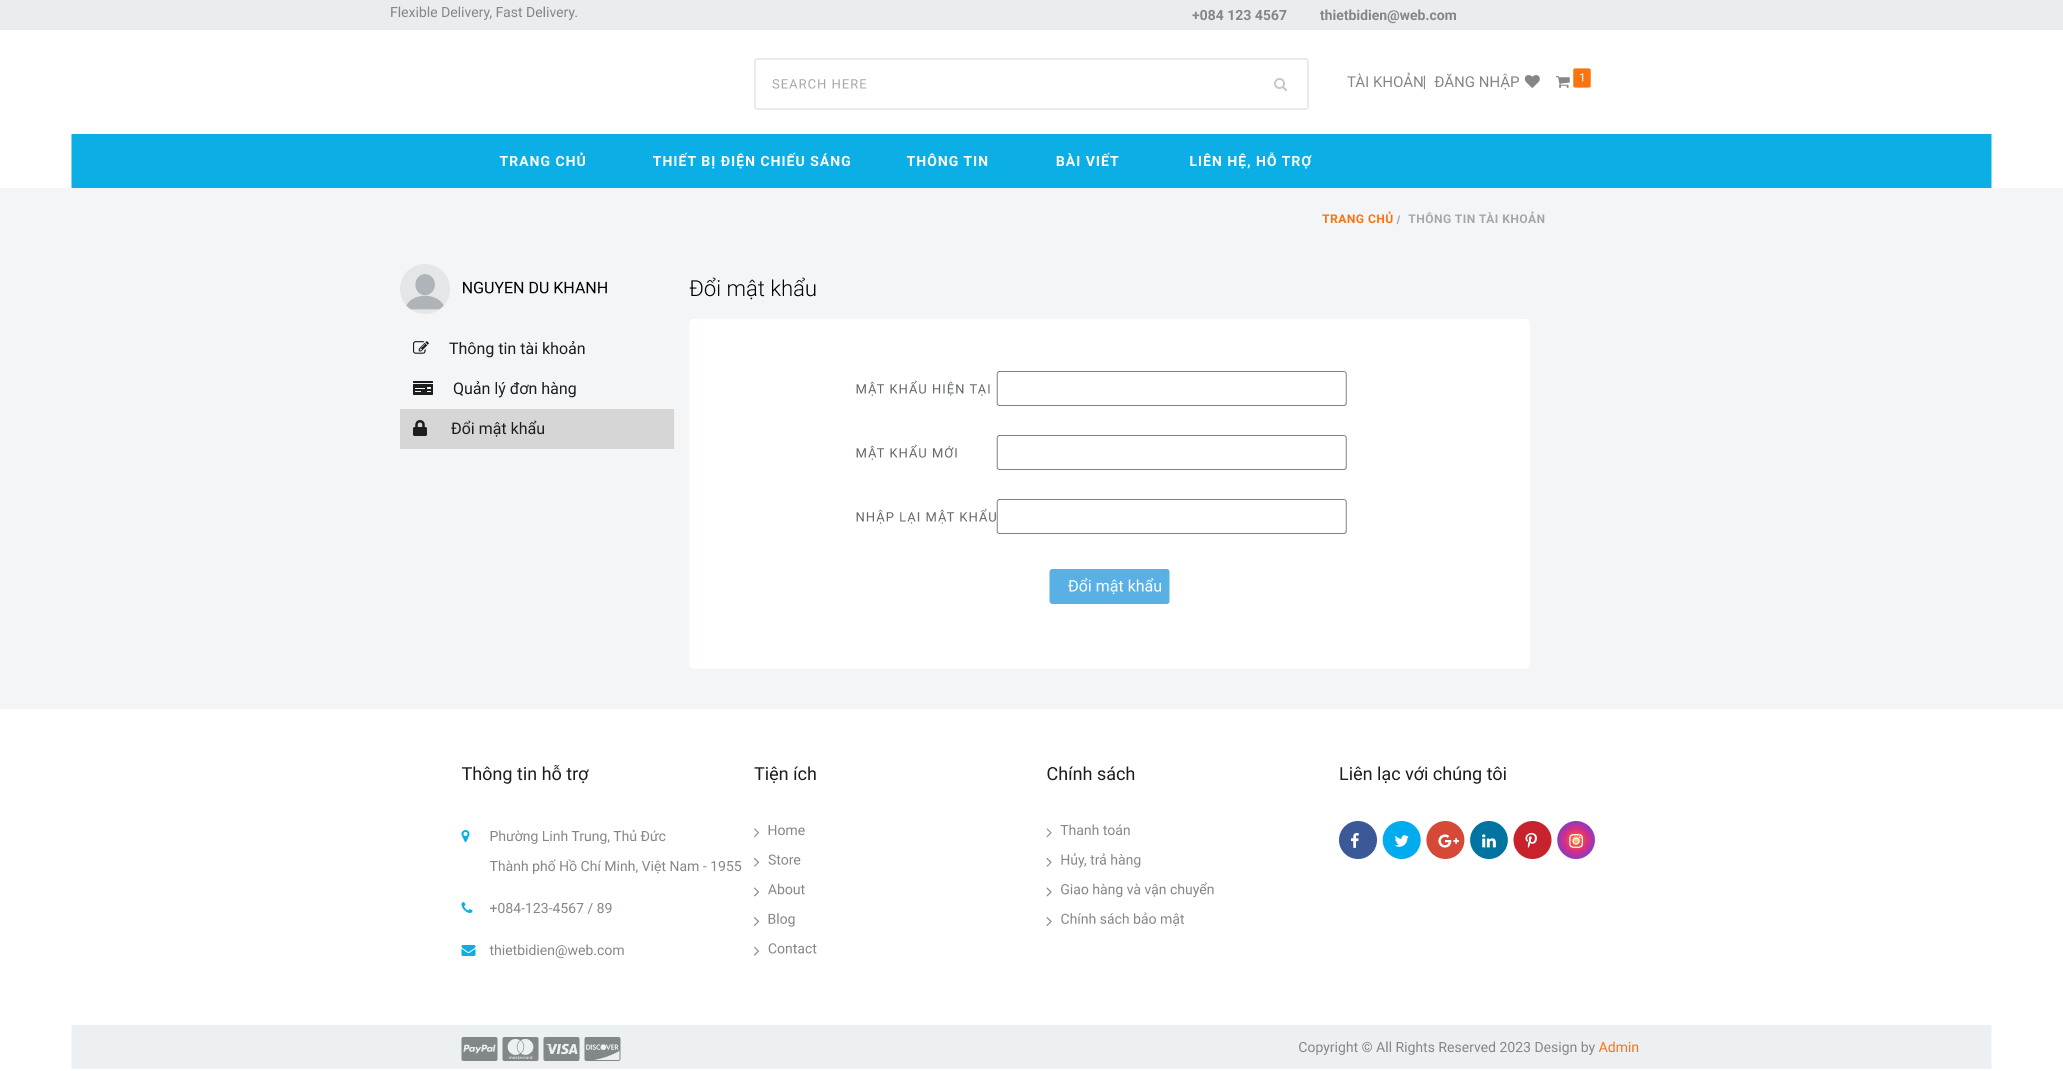 Flexible Delivery, Fast Delivery.
+084 123 4567 thietbidien@web.com
SEARCH HERE
TÀI KHOẢN| ĐĂNG NHẬP 1
TRANG CHỦ THIẾT BỊ ĐIỆN CHIẾU SÁNG THÔNG TIN BÀI VIẾT LIÊN HỆ, HỖ TRỢ
TRANG CHỦ / THÔNG TIN TÀI KHOẢN
NGUYEN DU KHANH
Thông tin tài khoản
Quản lý đơn hàng
Đổi mật khẩu
Đổi mật khẩu
MẬT KHẨU HIỆN TẠI
MẬT KHẨU MỚI
NHẬP LẠI MẬT KHẨU
Đổi mật khẩu
Thông tin hỗ trợ
Phường Linh Trung, Thủ Đức
Thành phố Hồ Chí Minh, Việt Nam - 1955
+084-123-4567 / 89
thietbidien@web.com
Tiện ích
Home
Store
About
Blog
Contact
Chính sách
Thanh toán
Hủy, trả hàng
Giao hàng và vận chuyển
Chính sách bảo mật
Liên lạc với chúng tôi
PayPal mastercard VISA DISCOVER
Copyright © All Rights Reserved 2023 Design by Admin